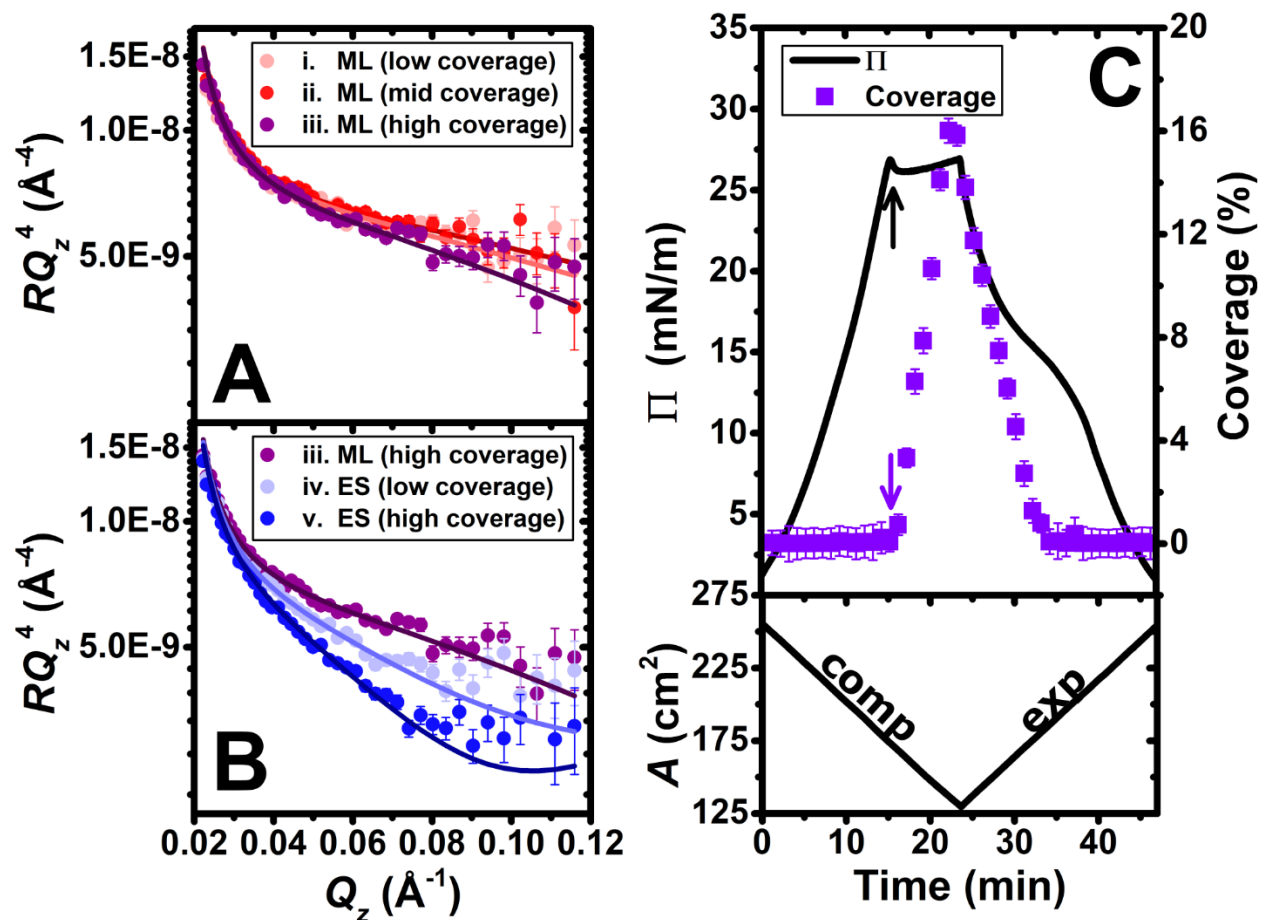 1.5E-8
1.0E-8
5.0E-9
RQz4 (Å-4)
i. ML (low coverage)
ii. ML (mid coverage)
iii. ML (high coverage)
A
1.5E-8
1.0E-8
5.0E-9
RQz4 (Å-4)
iii. ML (high coverage)
iv. ES (low coverage)
v. ES (high coverage)
B
0.02 0.04 0.06 0.08 0.10 0.12
Qz (Å-1)
35
30
25
20
15
10
5
Π (mN/m)
Π
Coverage
C
20
16
12
8
4
0
Coverage (%)
275
225
175
125
A (cm2)
comp
exp
0 10 20 30 40
Time (min)